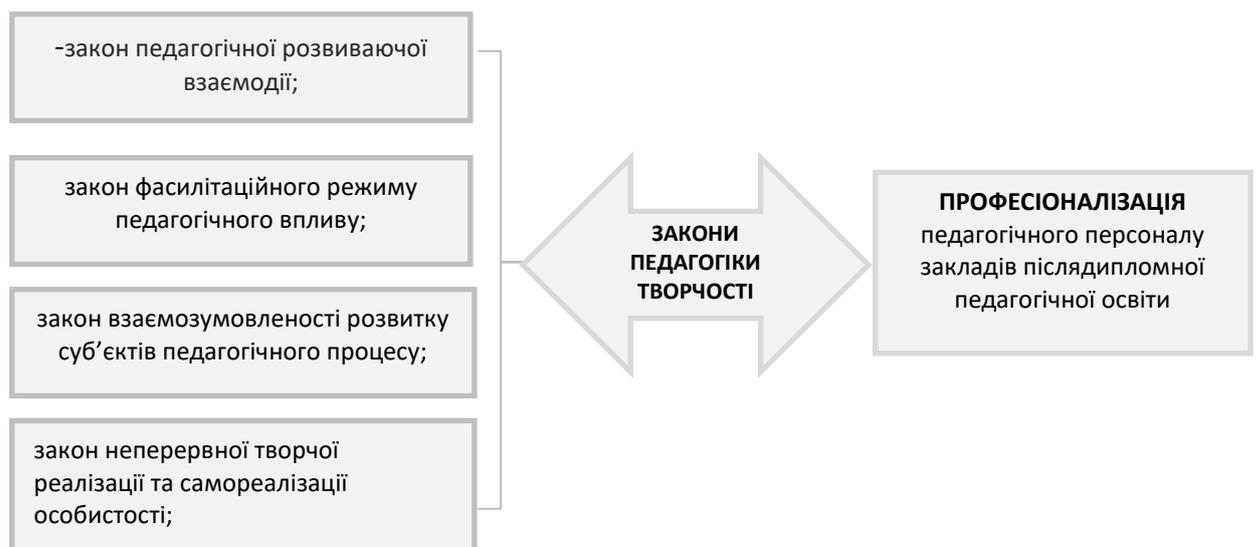 -закон педагогічної розвиваючої
взаємодії;
закон фасилітаційного режиму
педагогічного впливу;
закон взаємозумовленості розвитку
суб’єктів педагогічного процесу;
закон неперервної творчої
реалізації та самореалізації
особистості;
ЗАКОНИ
ПЕДАГОГІКИ
ТВОРЧОСТІ
ПРОФЕСІОНАЛІЗАЦІЯ
педагогічного персоналу
закладів післядипломної
педагогічної освіти